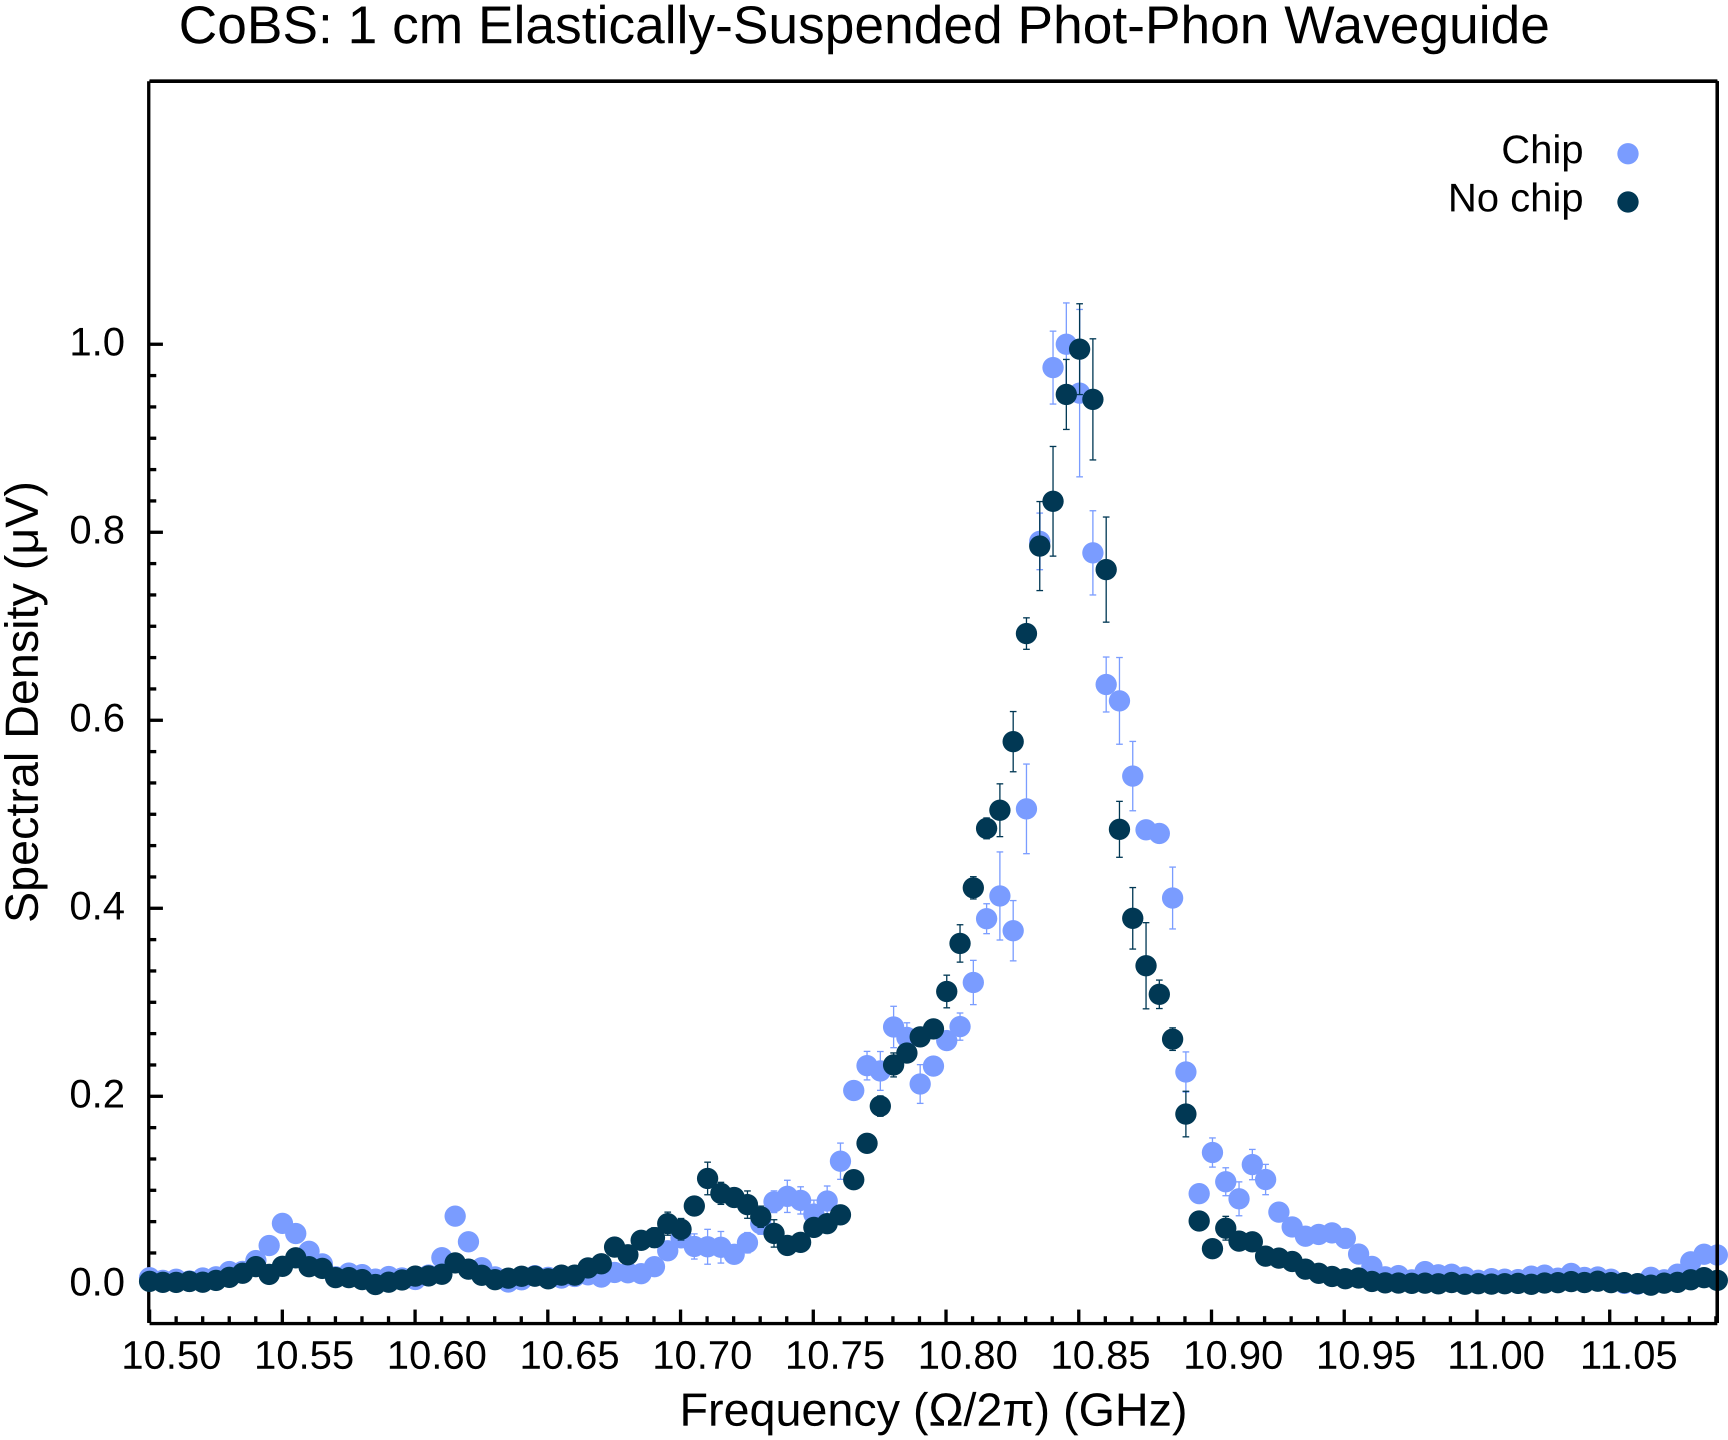 CoBS: 1 cm Elastically-Suspended Phot-Phon Waveguide
Chip
No chip
1.0
0.8
0.6
0.4
0.2
0.0
Spectral Density (μV)
10.50 10.55 10.60 10.65 10.70 10.75 10.80 10.85 10.90 10.95 11.00 11.05
Frequency (Ω/2π) (GHz)